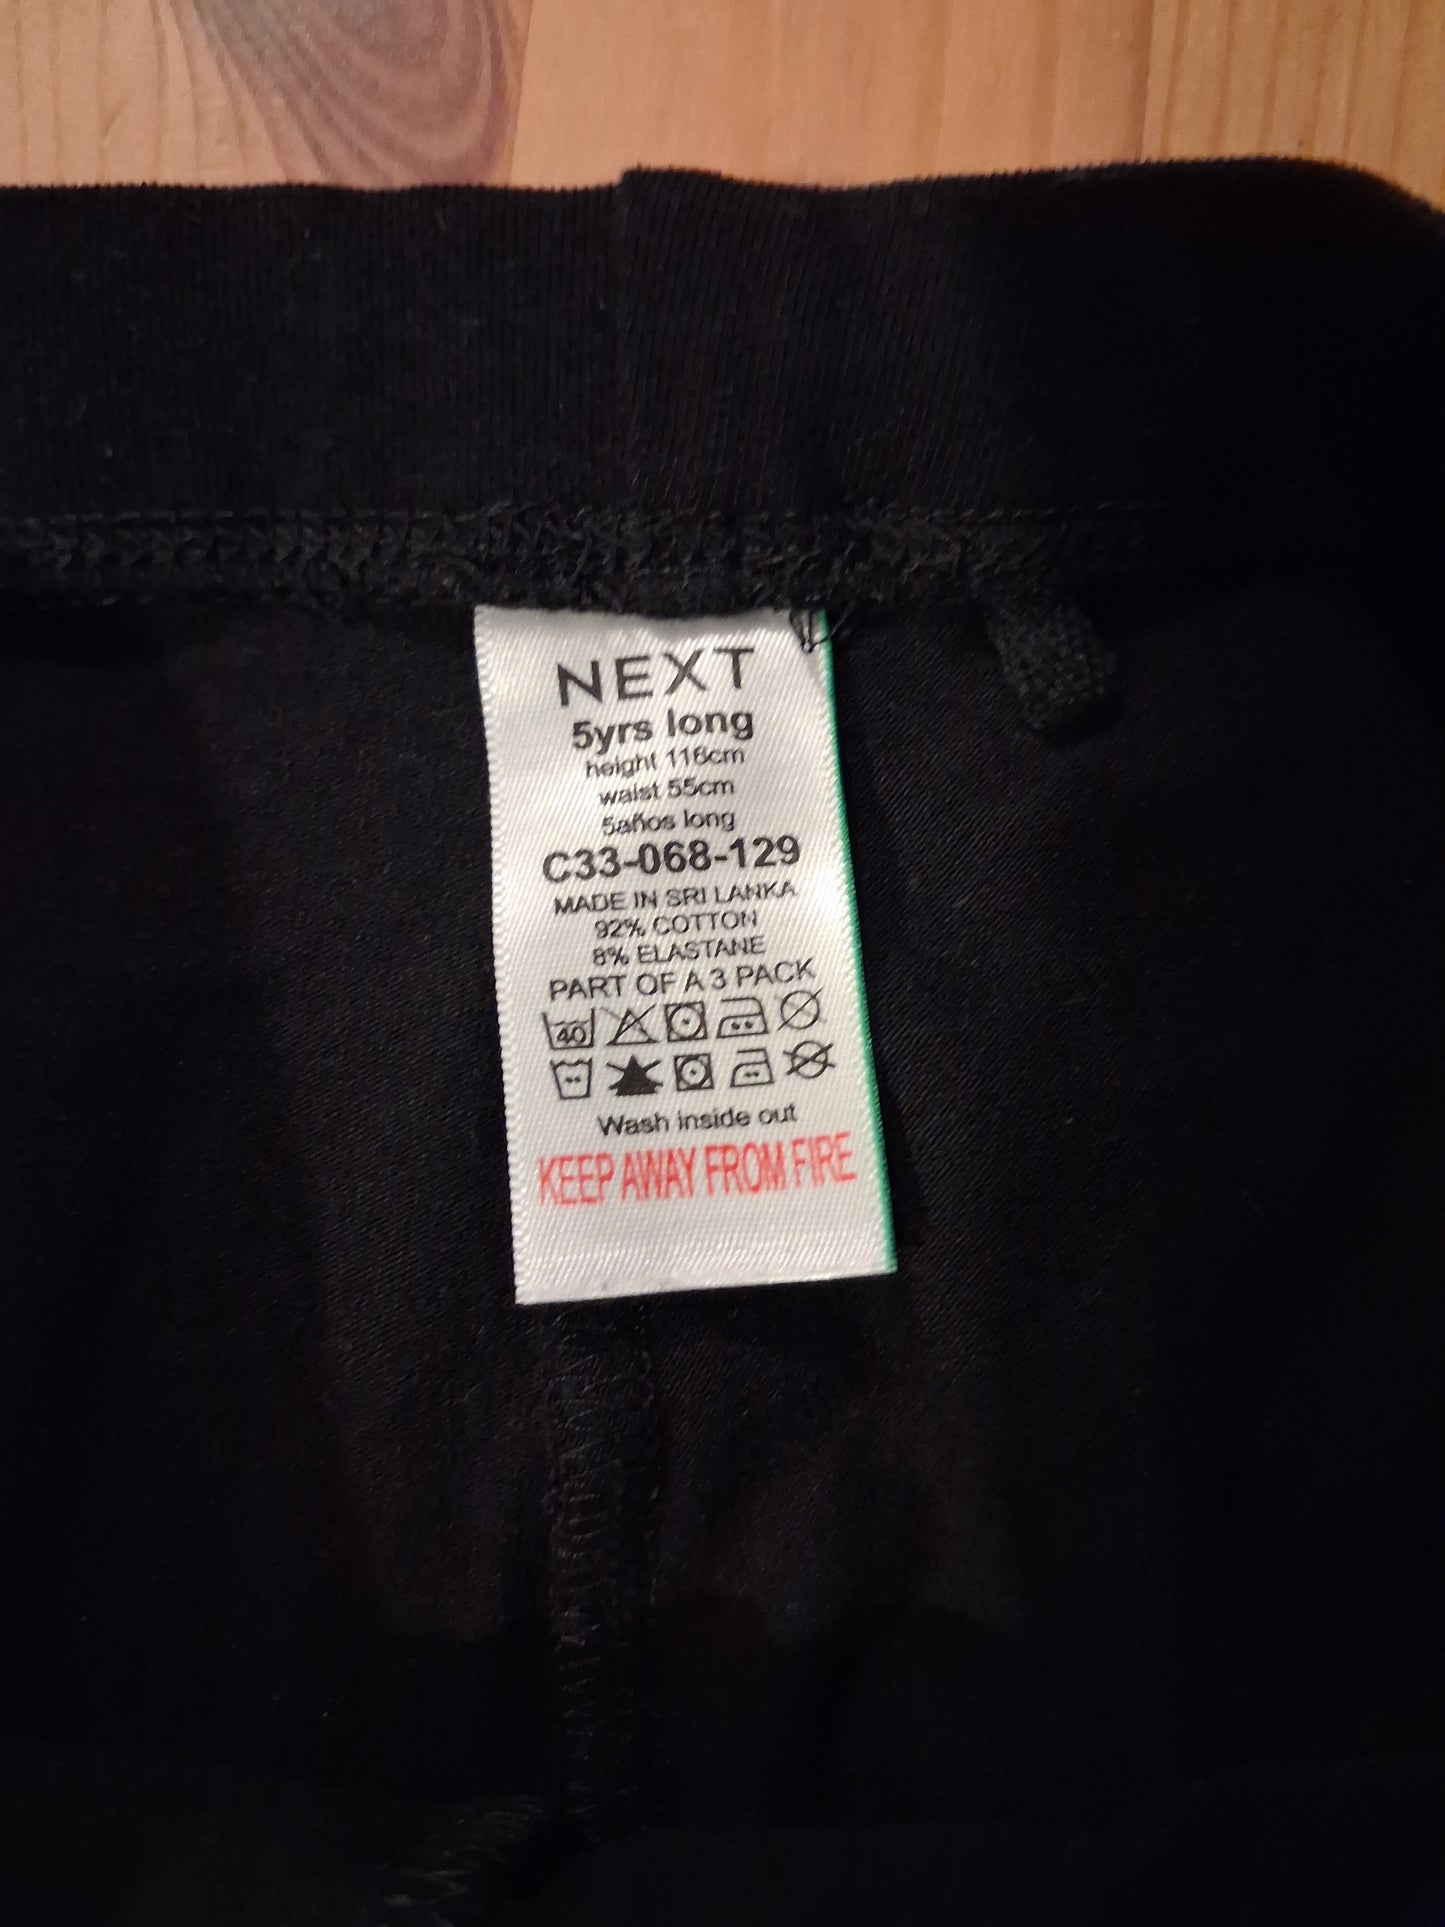 NEXT
5yrs long
height 116cm
waist 55cm
5años long
C33-068-129
MADE IN SRI LANKA
92% COTTON
8% ELASTANE
PART OF A 3 PACK
40
Wash inside out
KEEP AWAY FROM FIRE